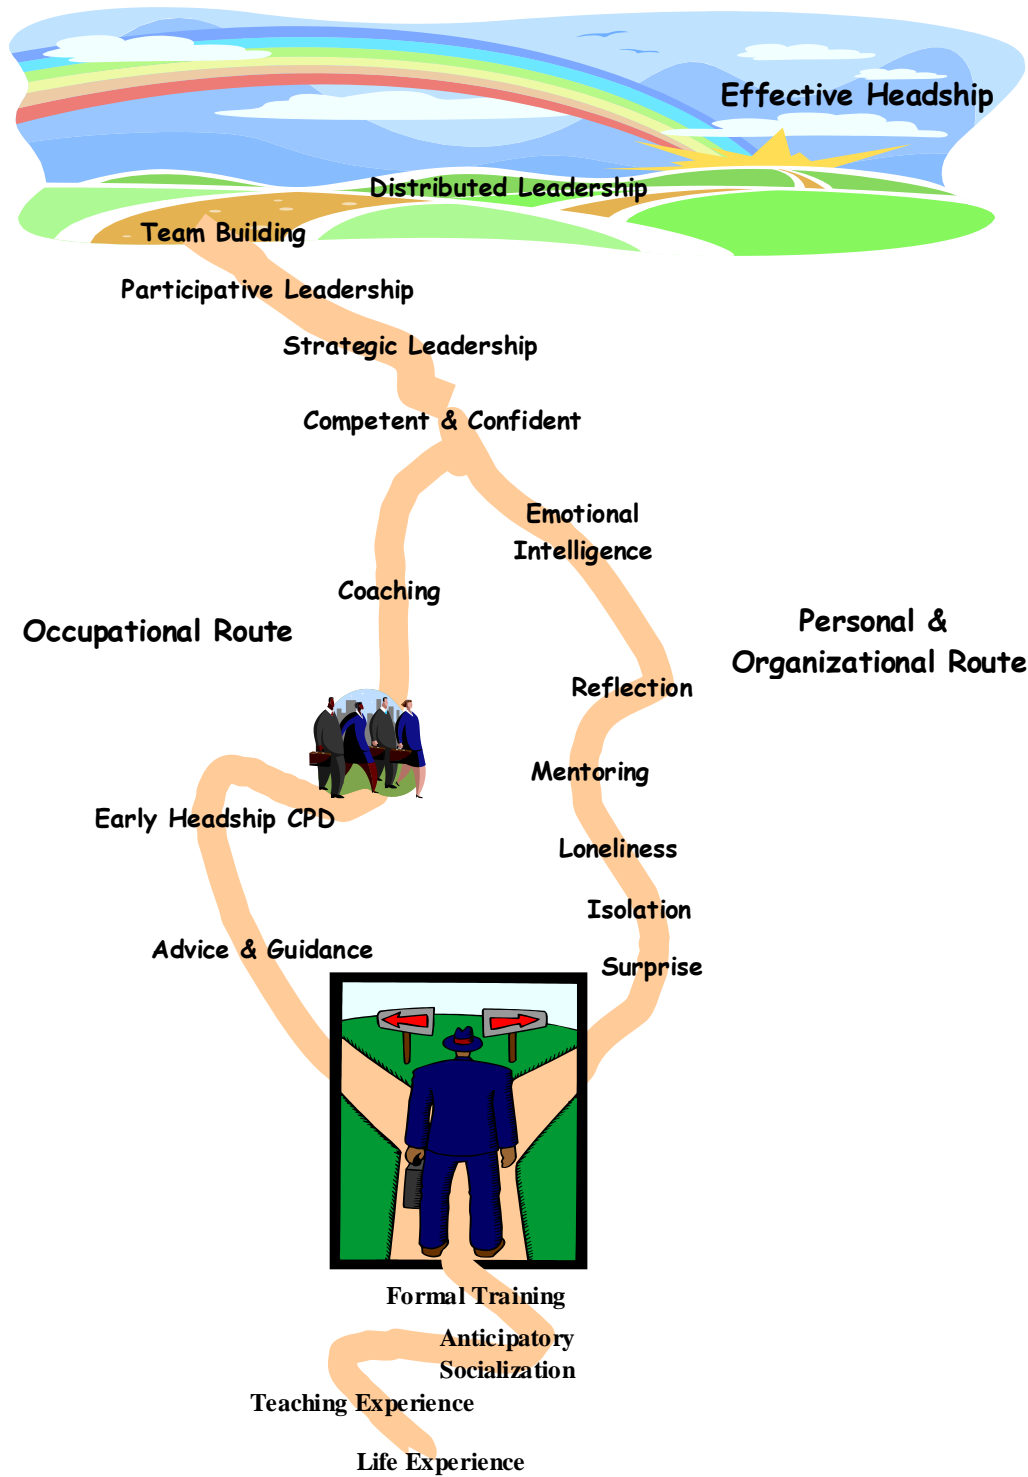 Effective Headship
Distributed Leadership
Team Building
Participative Leadership
Strategic Leadership
Competent & Confident
Emotional
Intelligence
Coaching
Occupational Route
Personal &
Organizational Route
Reflection
Mentoring
Early Headship CPD
Loneliness
Isolation
Advice & Guidance
Surprise
Formal Training
Anticipatory
Socialization
Teaching Experience
Life Experience